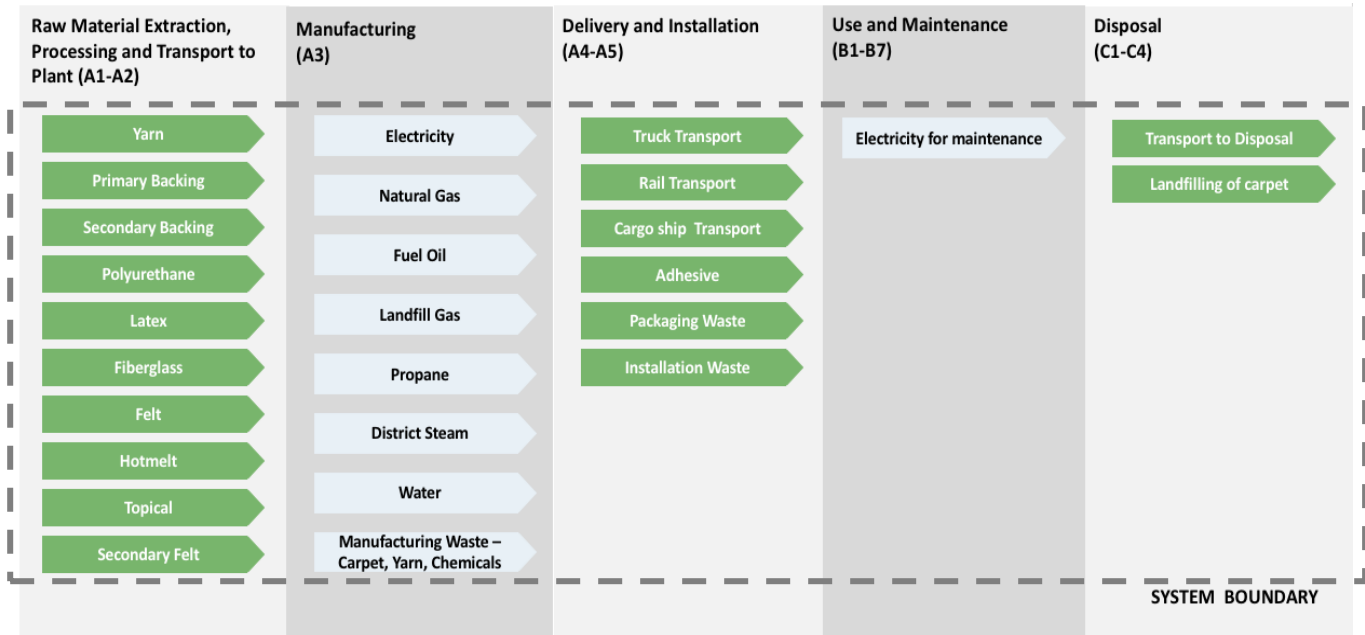 Raw Material Extraction,
Processing and Transport to
Plant (A1-A2)
Yarn
Primary Backing
Secondary Backing
Polyurethane
Latex
Fiberglass
Felt
Hotmelt
Topical
Secondary Felt
Manufacturing
(A3)
Electricity
Natural Gas
Fuel Oil
Landfill Gas
Propane
District Steam
Water
Manufacturing Waste –
Carpet, Yarn, Chemicals
Delivery and Installation
(A4-A5)
Truck Transport
Rail Transport
Cargo ship Transport
Adhesive
Packaging Waste
Installation Waste
Use and Maintenance
(B1-B7)
Electricity for maintenance
Disposal
(C1-C4)
Transport to Disposal
Landfilling of carpet
SYSTEM BOUNDARY